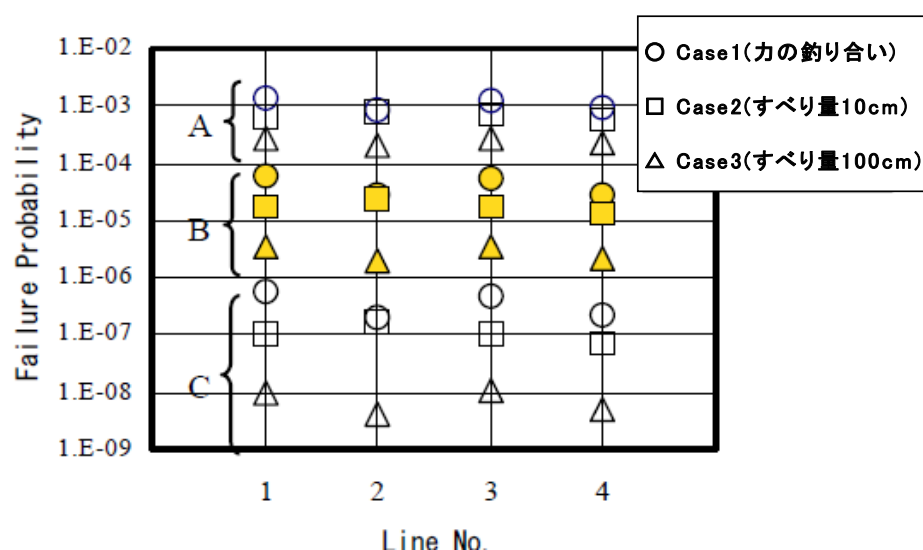 Failure Probability
1.E-02
1.E-03
1.E-04
1.E-05
1.E-06
1.E-07
1.E-08
1.E-09
A
B
C
1 2 3 4
Line No.
Case1(力の釣り合い)
Case2(すべり量10cm)
Case3(すべり量100cm)